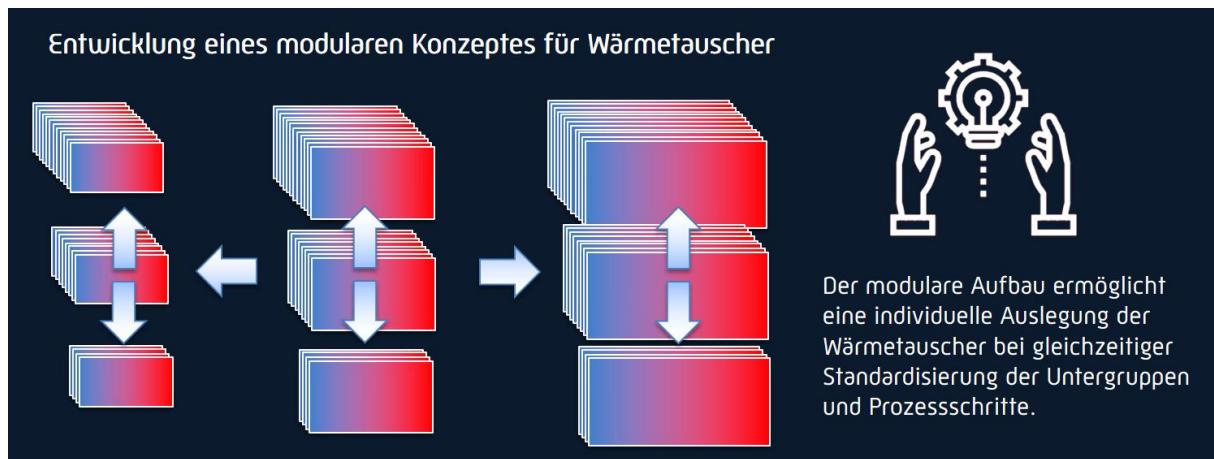 Entwicklung eines modularen Konzeptes für Wärmetauscher
Der modulare Aufbau ermöglicht
eine individuelle Auslegung der
Wärmetauscher bei gleichzeitiger
Standardisierung der Untergruppen
und Prozessschritte.